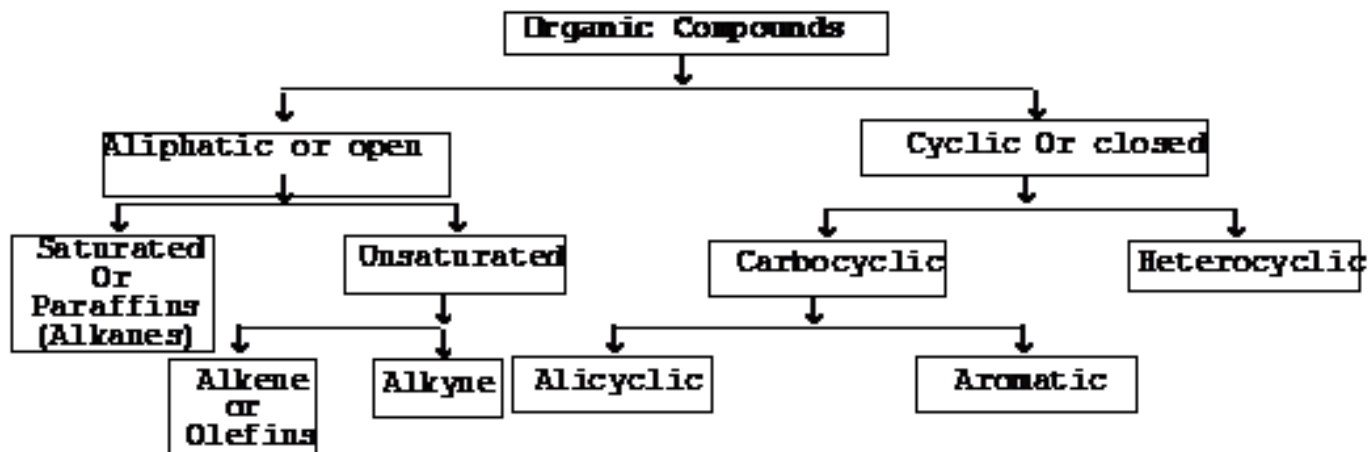 Organic Compounds
Aliphatic or open
Cyclic Or closed
Saturated
Or
Paraffins
(Alkanes)
Unsaturated
Carbocyclic
Heterocyclic
Alkene
or
Olefins
Alkyne
Alicyclic
Aromatic